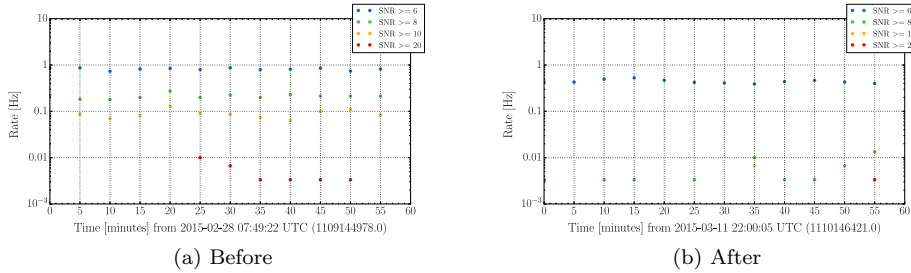 SNR >= 6
SNR >= 8
SNR >= 10
SNR >= 20
10
1
0.1
0.01
10⁻³
Rate [Hz]
0 5 10 15 20 25 30 35 40 45 50 55 60
Time [minutes] from 2015-02-28 07:49:22 UTC (1109144978.0)
(a) Before
SNR >= 6
SNR >= 8
SNR >= 1
SNR >= 2
10
1
0.1
0.01
10⁻³
Rate [Hz]
0 5 10 15 20 25 30 35 40 45 50 55 60
Time [minutes] from 2015-03-11 22:00:05 UTC (1110146421.0)
(b) After